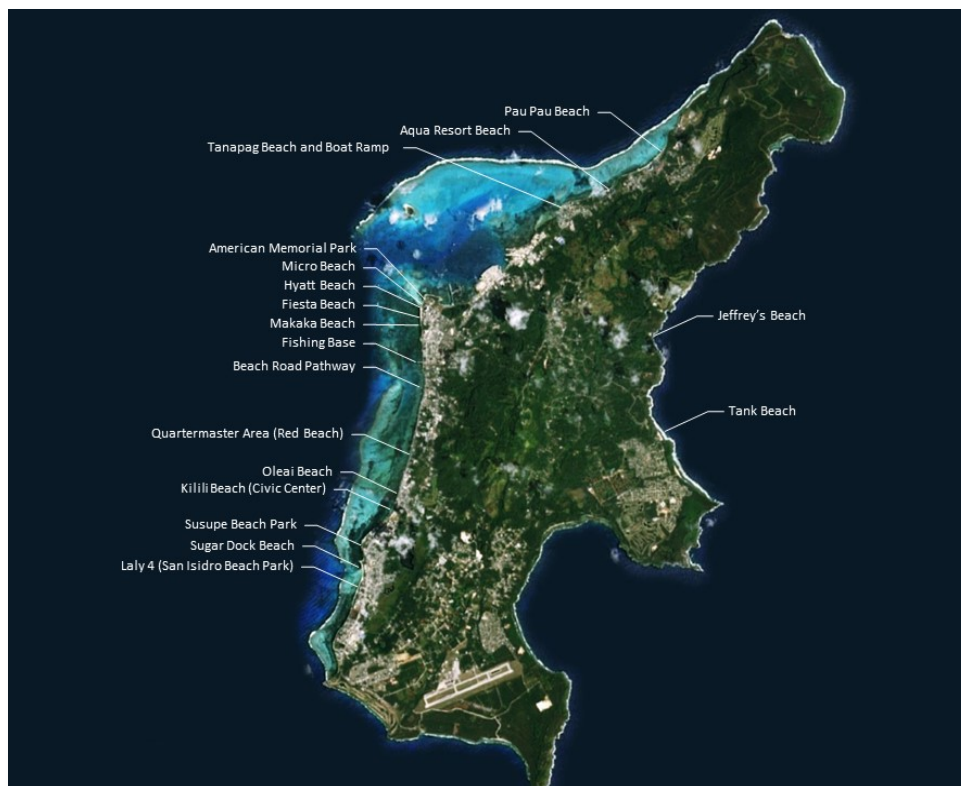 Pau Pau Beach
Aqua Resort Beach
Tanapag Beach and Boat Ramp
American Memorial Park
Micro Beach
Hyatt Beach
Fiesta Beach
Makaka Beach
Fishing Base
Beach Road Pathway
Quartermaster Area (Red Beach)
Oleai Beach
Kilili Beach (Civic Center)
Susupe Beach Park
Sugar Dock Beach
Laly 4 (San Isidro Beach Park)
Jeffrey's Beach
Tank Beach